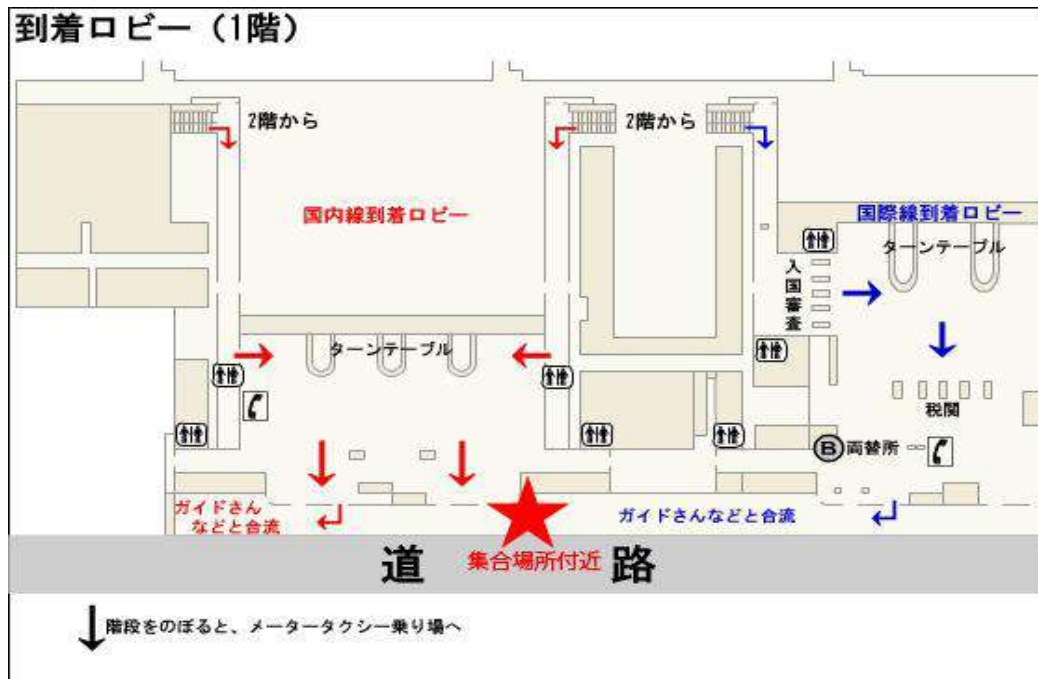 到着ロビー（1階）
2階から
2階から
国内線到着ロビー
国際線到着ロビー
ターンテーブル
入国審査
ターンテーブル
税関
B 両替所
ガイドさん
などと合流
ガイドさんなどと合流
道路
集合場所付近
階段をのぼると、メータータクシー乗り場へ